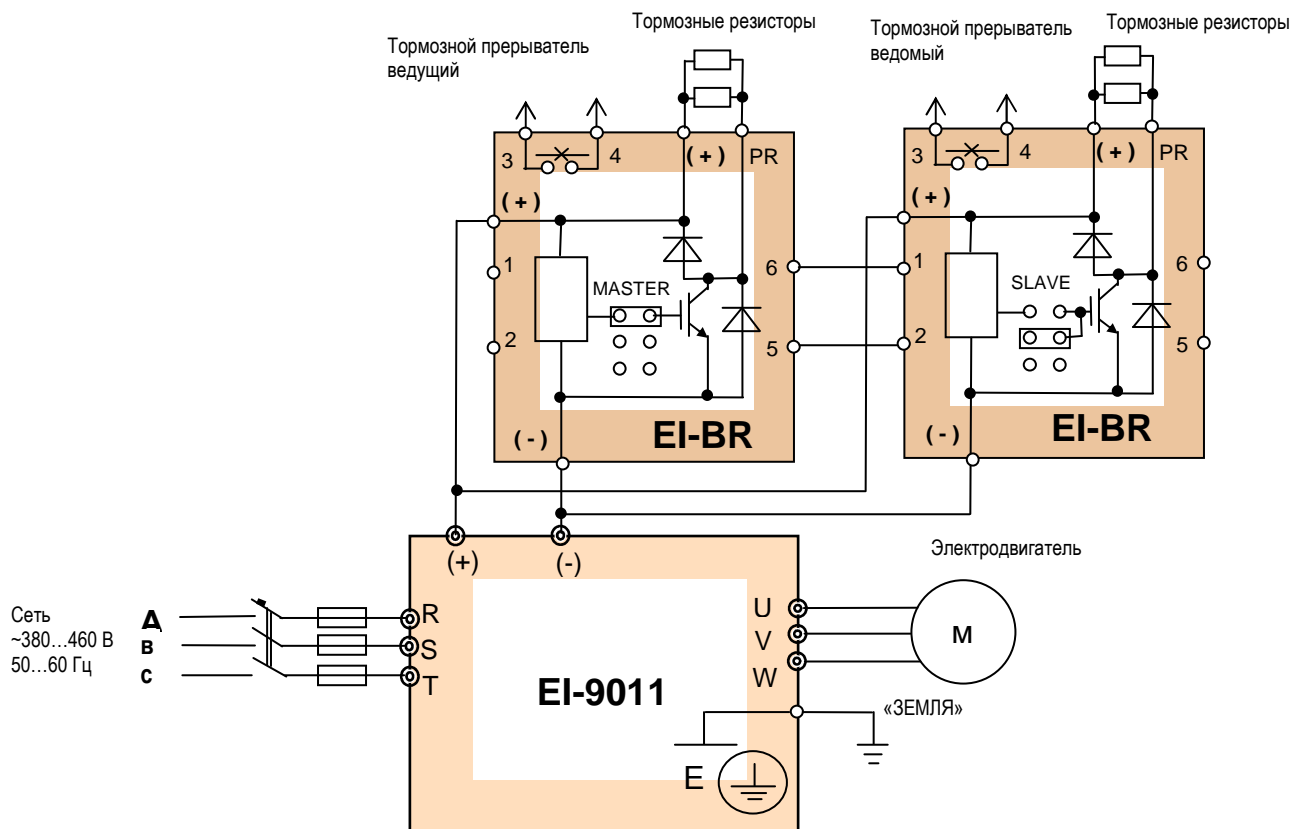 Тормозной прерыватель
ведущий
Тормозные резисторы
Тормозной прерыватель
ведомый
Тормозные резисторы
3
4
(+)
PR
(+)
1
2
MASTER
6
5
(-)
EI-BR
3
4
(+)
PR
(+)
1
2
SLAVE
6
5
(-)
EI-BR
(+)
(-)
Электродвигатель
Сеть
~380...460 В
50...60 Гц
А
В
С
R
S
T
EI-9011
U
V
W
М
«ЗЕМЛЯ»
E